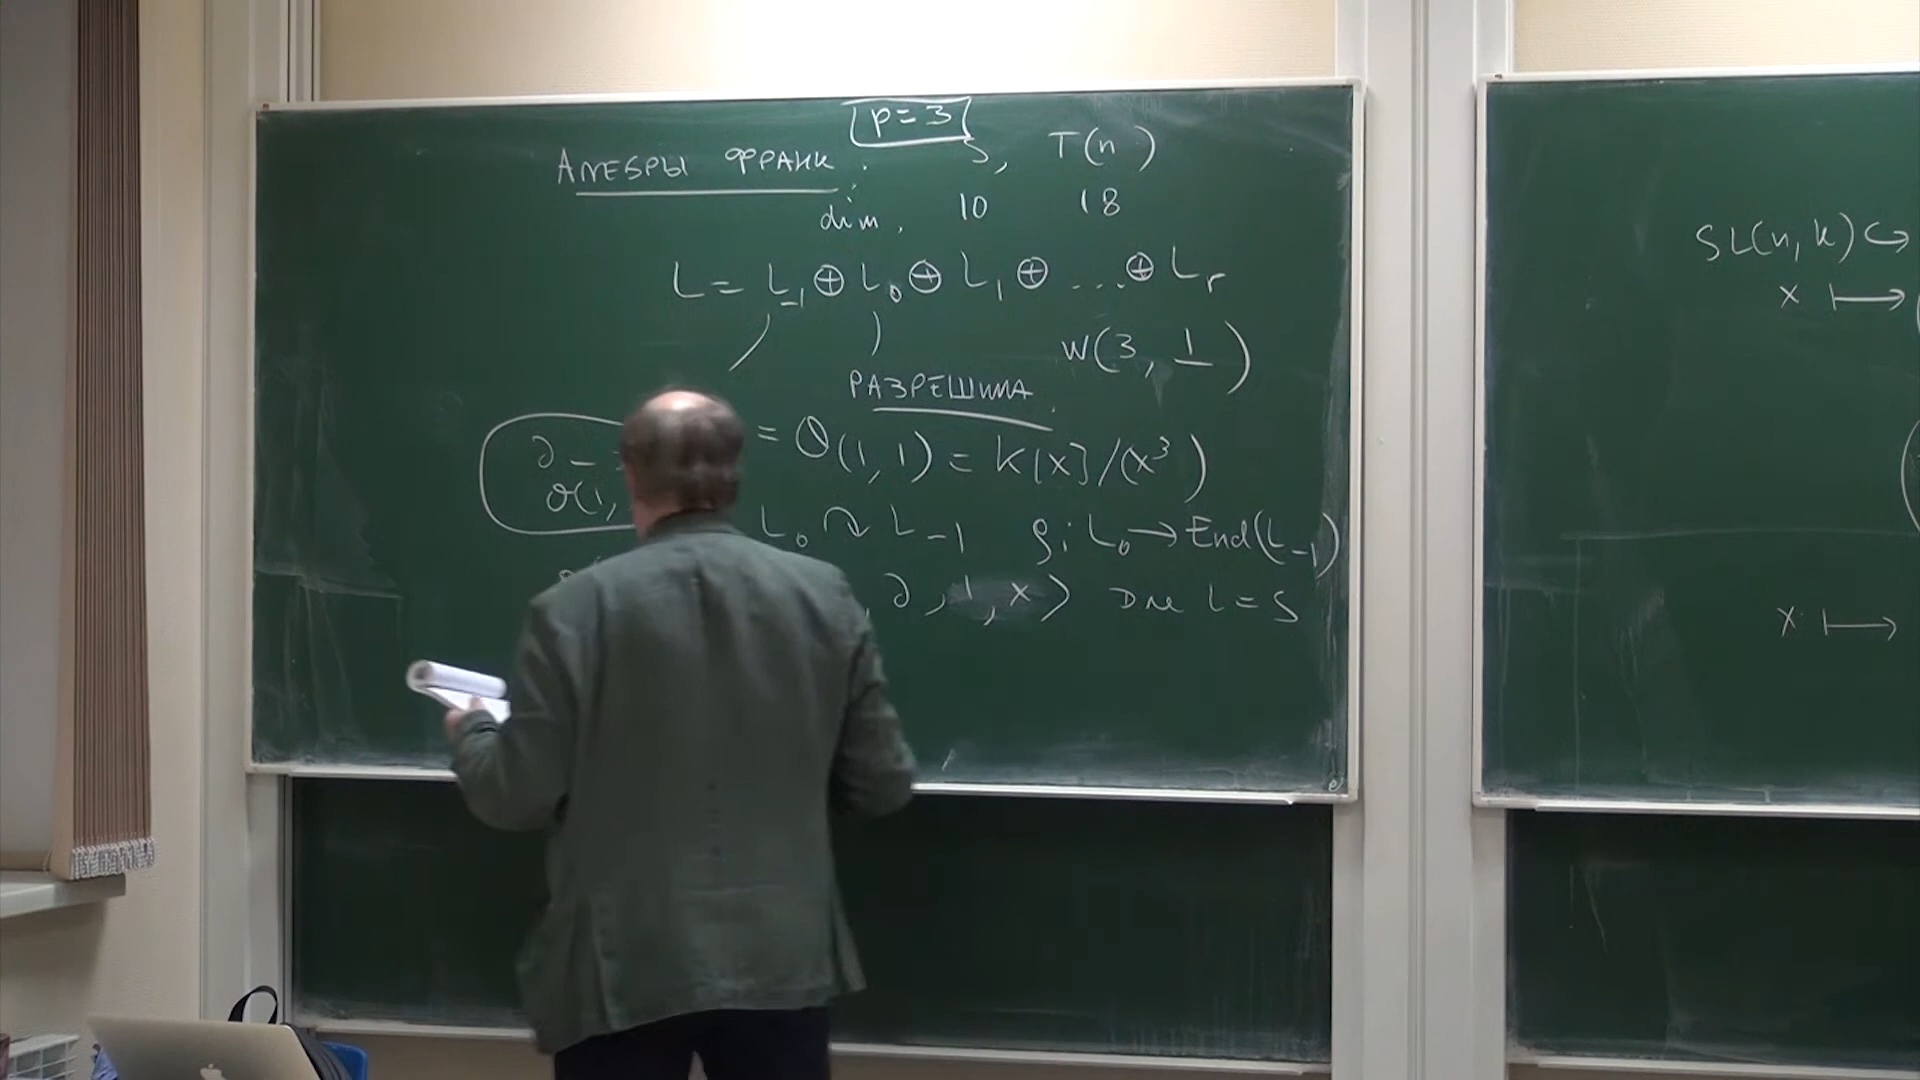 p = 3
АЛГЕБРЫ ФРАНК. S, T(n)
dim. 10 18
L = L₋₁ ⊕ L₀ ⊕ L₁ ⊕ ... ⊕ Lᵣ
W(3, 1)
РАЗРЕШИМА
= O(1, 1) = K[x]/(x³)
∂ –
O(1,
L₀ ↷ L₋₁ ρ: L₀ → End(L₋₁)
, ∂, 1, x⟩ Для L = S
SL(n, k) ↪
x ⟼
x ⟼